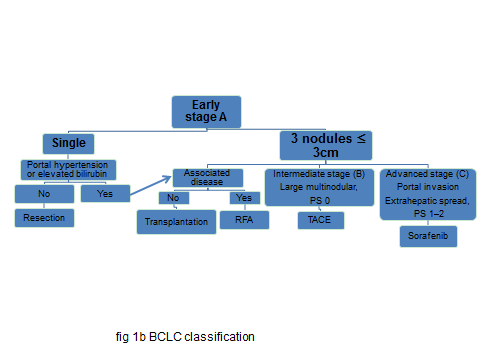 Early
stage A
Single
3 nodules ≤
3cm
Portal hypertension
or elevated bilirubin
No
Yes
Resection
Associated
disease
No
Yes
Transplantation
RFA
Intermediate stage (B)
Large multinodular,
PS 0
TACE
Advanced stage (C)
Portal invasion
Extrahepatic spread,
PS 1–2
Sorafenib
fig 1b BCLC classification